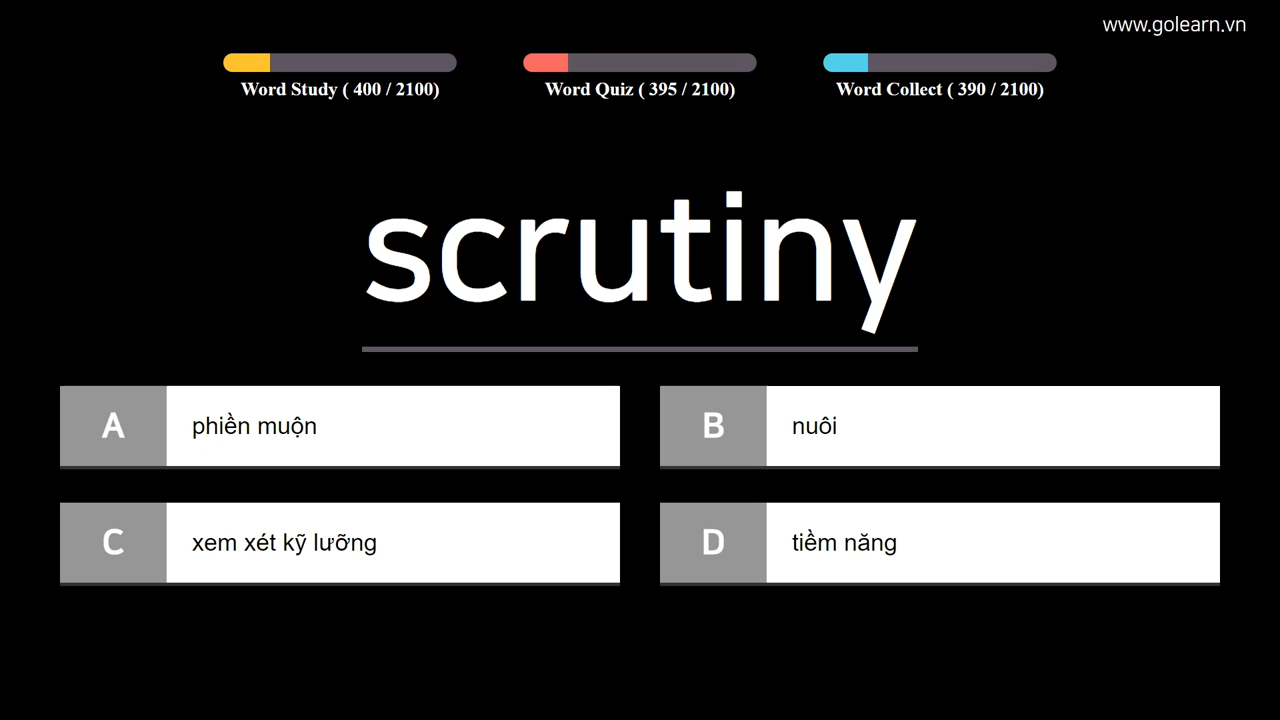 www.golearn.vn
Word Study ( 400 / 2100)
Word Quiz ( 395 / 2100)
Word Collect ( 390 / 2100)
scrutiny
A phiền muộn
B nuôi
C xem xét kỹ lưỡng
D tiềm năng